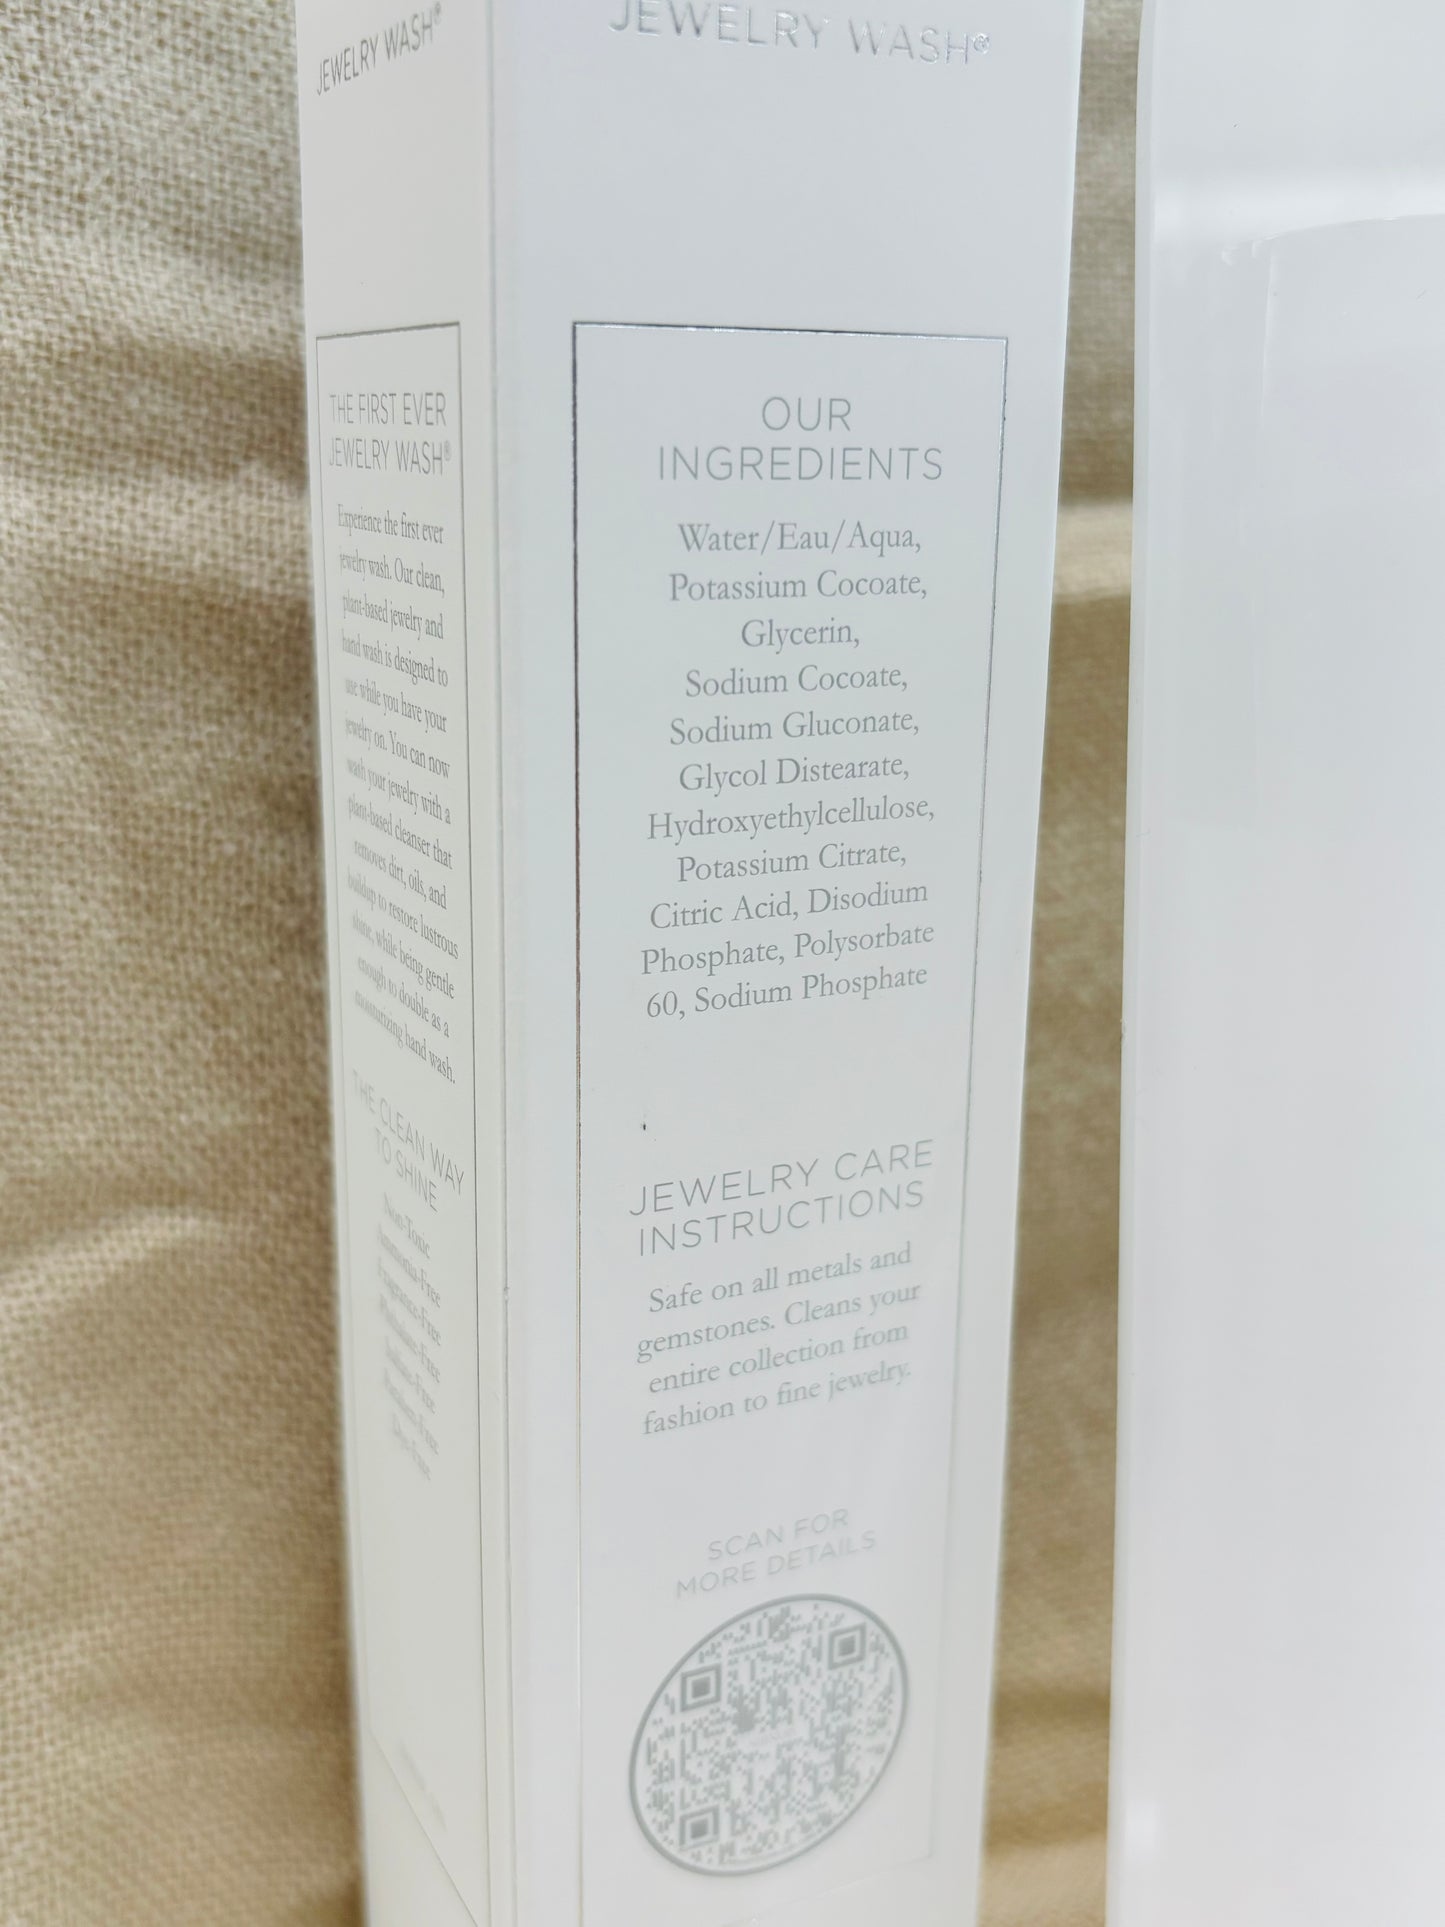 JEWELRY WASH®
THE FIRST EVER
JEWELRY WASH®
Experience the first ever
jewelry wash. Our clean,
plant-based jewelry and
hand wash is designed to
use while you have your
jewelry on. You can now
wash your jewelry with a
plant-based cleanser that
removes dirt, oils, and
buildup to restore lustrous
shine, while being gentle
enough to double as a
moisturizing hand wash.
THE CLEAN WAY
TO SHINE
Non-Toxic
Ammonia-Free
Fragrance-Free
Phthalate-Free
Sulfate-Free
Paraben-Free
Dye-Free
JEWELRY WASH®
OUR
INGREDIENTS
Water/Eau/Aqua,
Potassium Cocoate,
Glycerin,
Sodium Cocoate,
Sodium Gluconate,
Glycol Distearate,
Hydroxyethylcellulose,
Potassium Citrate,
Citric Acid, Disodium
Phosphate, Polysorbate
60, Sodium Phosphate
JEWELRY CARE
INSTRUCTIONS
Safe on all metals and
gemstones. Cleans your
entire collection from
fashion to fine jewelry.
SCAN FOR
MORE DETAILS